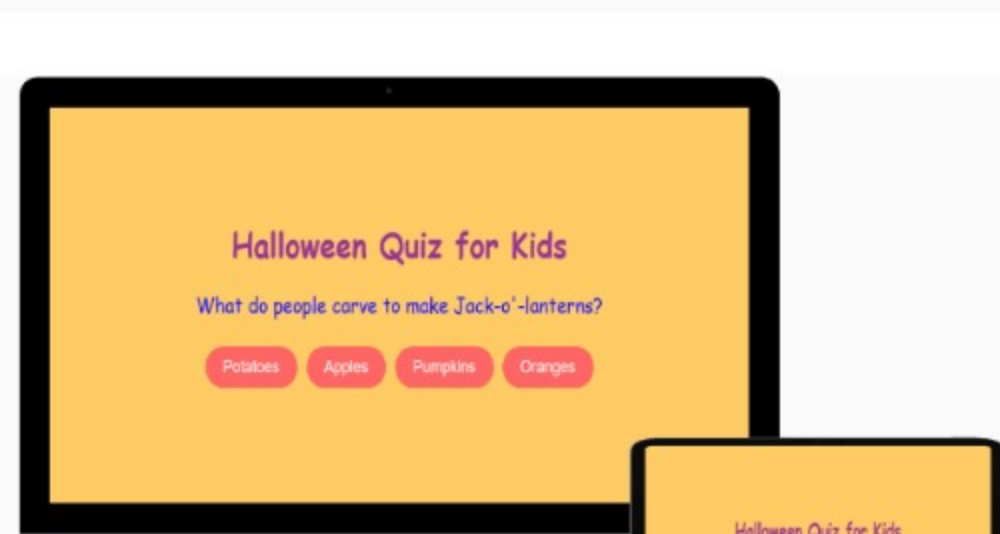 Halloween Quiz for Kids
What do people carve to make Jack-o'-lanterns?
Potatoes Apples Pumpkins Oranges
Halloween Quiz for Kids